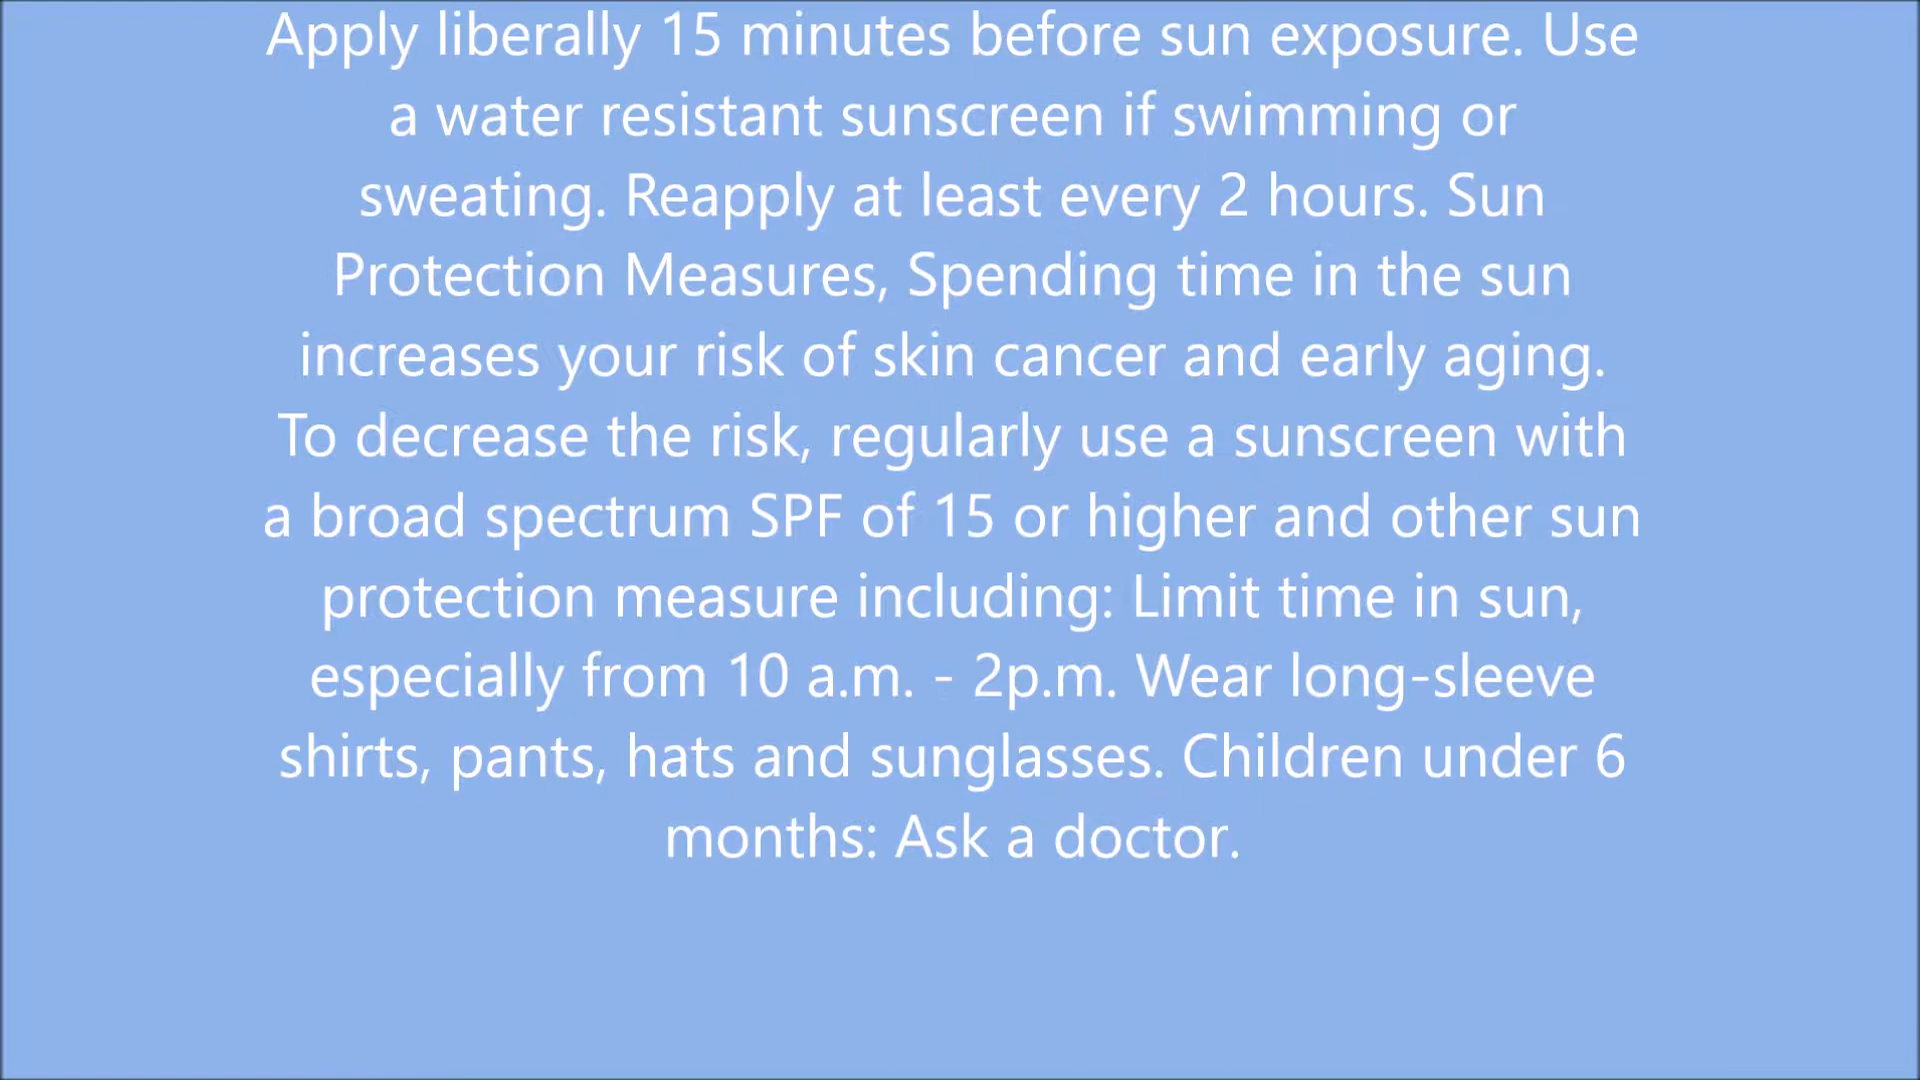 Apply liberally 15 minutes before sun exposure. Use
a water resistant sunscreen if swimming or
sweating. Reapply at least every 2 hours. Sun
Protection Measures, Spending time in the sun
increases your risk of skin cancer and early aging.
To decrease the risk, regularly use a sunscreen with
a broad spectrum SPF of 15 or higher and other sun
protection measure including: Limit time in sun,
especially from 10 a.m. - 2p.m. Wear long-sleeve
shirts, pants, hats and sunglasses. Children under 6
months: Ask a doctor.